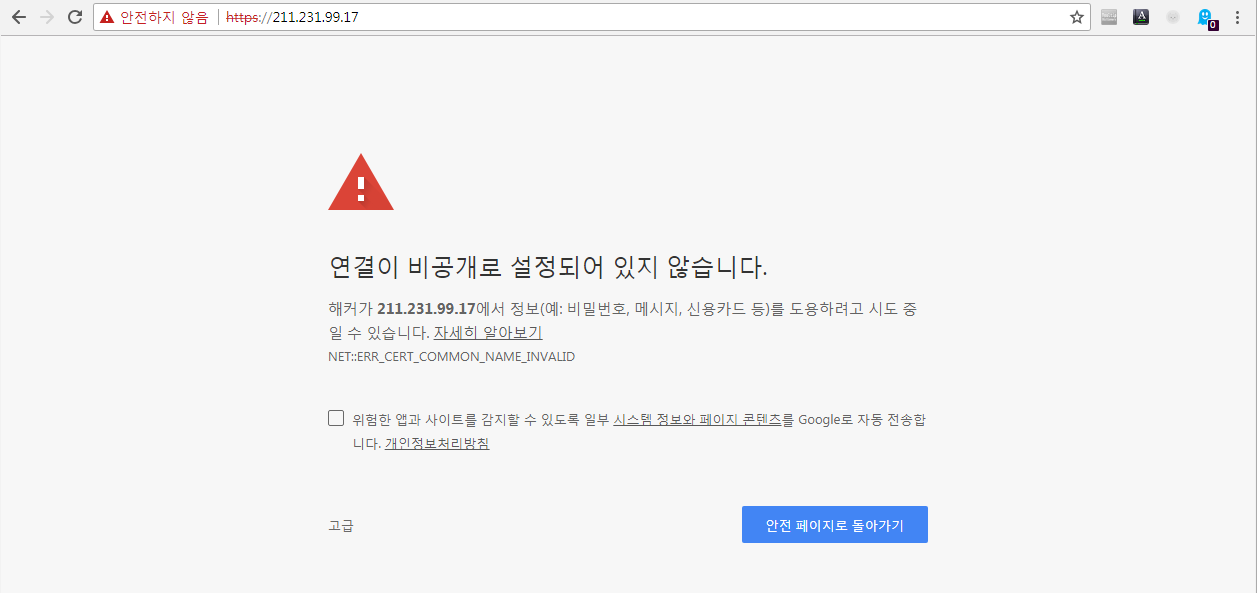 안전하지 않음 https://211.231.99.17
A
0
연결이 비공개로 설정되어 있지 않습니다.
해커가 211.231.99.17에서 정보(예: 비밀번호, 메시지, 신용카드 등)를 도용하려고 시도 중
일 수 있습니다. 자세히 알아보기
NET::ERR_CERT_COMMON_NAME_INVALID
위험한 앱과 사이트를 감지할 수 있도록 일부 시스템 정보와 페이지 콘텐츠를 Google로 자동 전송합
니다. 개인정보처리방침
고급
안전 페이지로 돌아가기